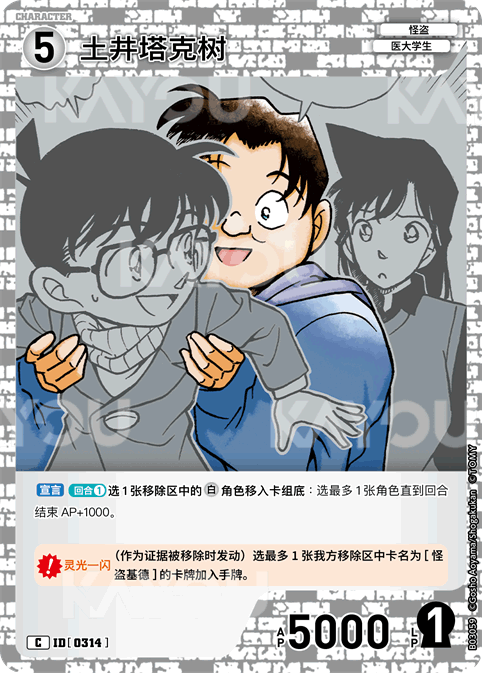 CHARACTER
5
土井塔克树
怪盗
医大学生
KAYOU
KAYOU
KAYOU
KAYOU
KAYOU
宣言 回合1 选1张移除区中的 白 角色移入卡组底：选最多1张角色直到回合
结束 AP+1000。
灵光一闪 （作为证据被移除时发动）选最多1张我方移除区中卡名为[怪
盗基德]的卡牌加入手牌。
C ID[0314]
AP 5000 LP 1
B03059 ©Gosho Aoyama/Shogakukan ©TOMY